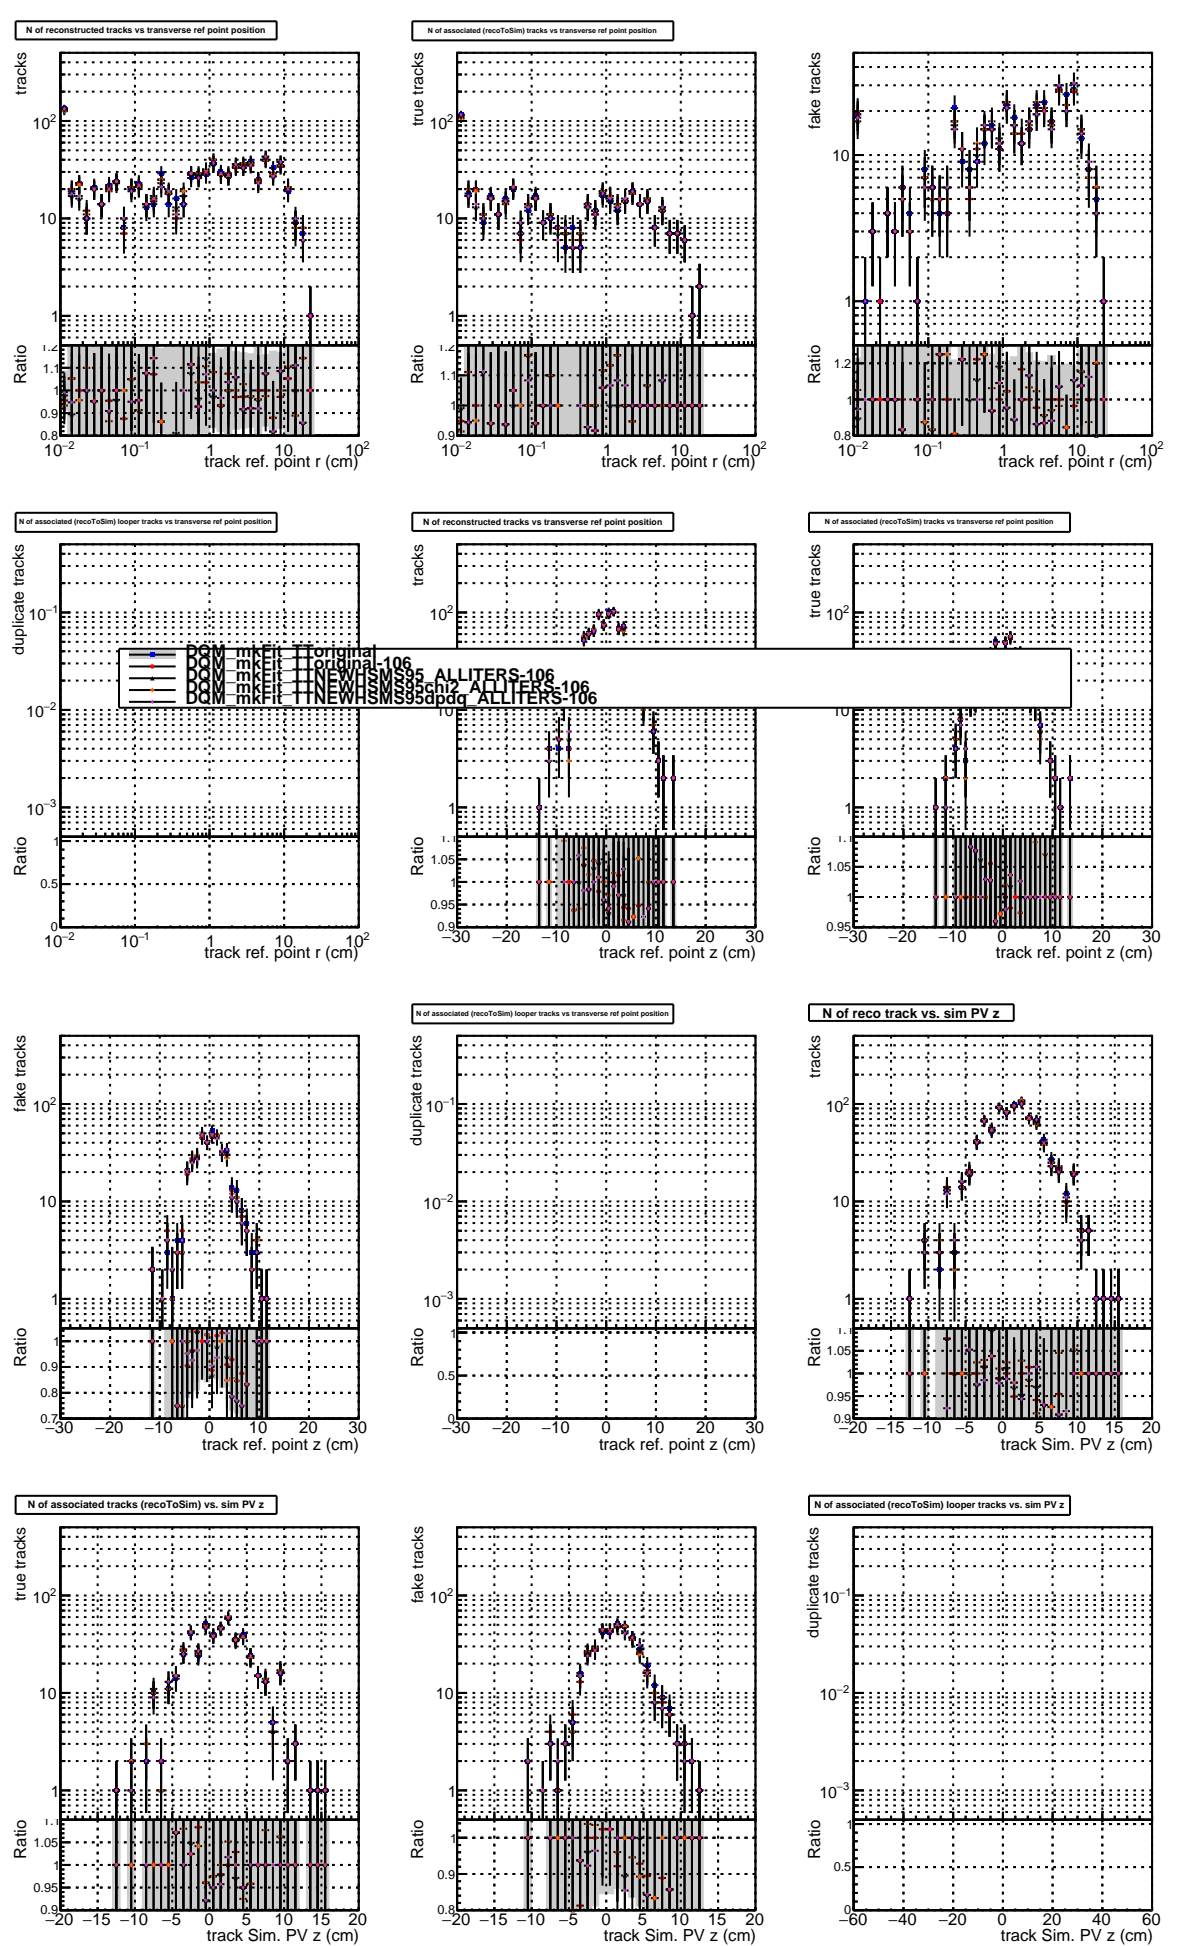 N of reconstructed tracks vs transverse ref point position
tracks
10²
10
1
Ratio
1.2
1.1
1
0.9
0.8
10⁻² 10⁻¹ 1 10 10²
track ref. point r (cm)
N of associated (recoToSim) tracks vs transverse ref point position
true tracks
10²
10
1
Ratio
1.2
1.1
1
0.9
10⁻² 10⁻¹ 1 10 10²
track ref. point r (cm)
fake tracks
10
1
Ratio
1.2
1
0.8
10⁻² 10⁻¹ 1 10 10²
track ref. point r (cm)
N of associated (recoToSim) looper tracks vs transverse ref point position
duplicate tracks
10⁻¹
10⁻²
10⁻³
Ratio
1
0.5
0
10⁻² 10⁻¹ 1 10 10²
track ref. point r (cm)
N of reconstructed tracks vs transverse ref point position
tracks
10²
10
1
Ratio
1.1
1.05
1
0.95
0.9
−30 −20 −10 0 10 20 30
track ref. point z (cm)
N of associated (recoToSim) tracks vs transverse ref point position
true tracks
10²
10
1
Ratio
1.1
1.05
1
0.95
−30 −20 −10 0 10 20 30
track ref. point z (cm)
DQM_mkFit_TToriginal
DQM_mkFit_TToriginal-106
DQM_mkFit_TTNEWHSMS95_ALLITERS-106
DQM_mkFit_TTNEWHSMS95chi2_ALLITERS-106
DQM_mkFit_TTNEWHSMS95dpdq_ALLITERS-106
fake tracks
10²
10
1
Ratio
1
0.9
0.8
0.7
−30 −20 −10 0 10 20 30
track ref. point z (cm)
N of associated (recoToSim) looper tracks vs transverse ref point position
duplicate tracks
10⁻¹
10⁻²
10⁻³
Ratio
1
0.5
0
−30 −20 −10 0 10 20 30
track ref. point z (cm)
N of reco track vs. sim PV z
tracks
10²
10
1
Ratio
1.1
1.05
1
0.95
0.9
−20 −15 −10 −5 0 5 10 15 20
track Sim. PV z (cm)
N of associated tracks (recoToSim) vs. sim PV z
true tracks
10²
10
1
Ratio
1.1
1.05
1
0.95
0.9
−20 −15 −10 −5 0 5 10 15 20
track Sim. PV z (cm)
fake tracks
10²
10
1
Ratio
1
0.9
0.8
−20 −15 −10 −5 0 5 10 15 20
track Sim. PV z (cm)
N of associated (recoToSim) looper tracks vs. sim PV z
duplicate tracks
10⁻¹
10⁻²
10⁻³
Ratio
1
0.5
0
−60 −40 −20 0 20 40 60
track Sim. PV z (cm)